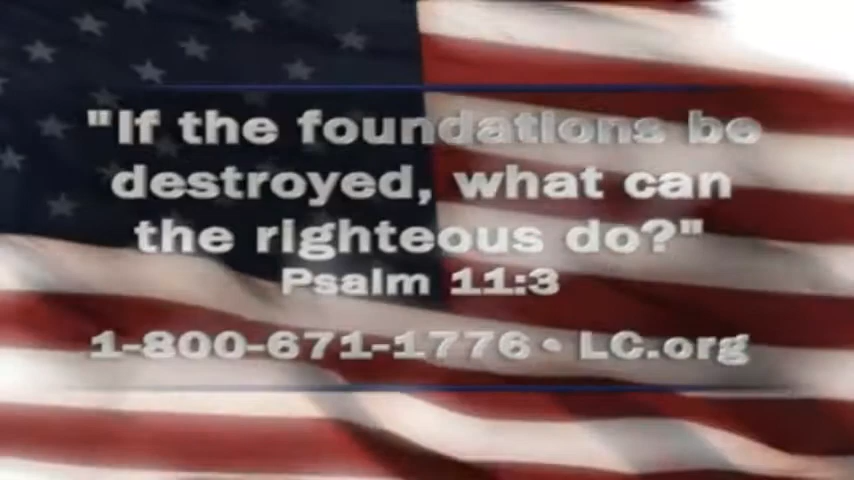 "If the foundations be
destroyed, what can
the righteous do?"
Psalm 11:3
1-800-671-1776 • LC.org